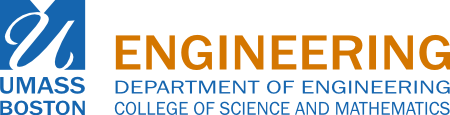 U
UMASS
BOSTON
ENGINEERING
DEPARTMENT OF ENGINEERING
COLLEGE OF SCIENCE AND MATHEMATICS